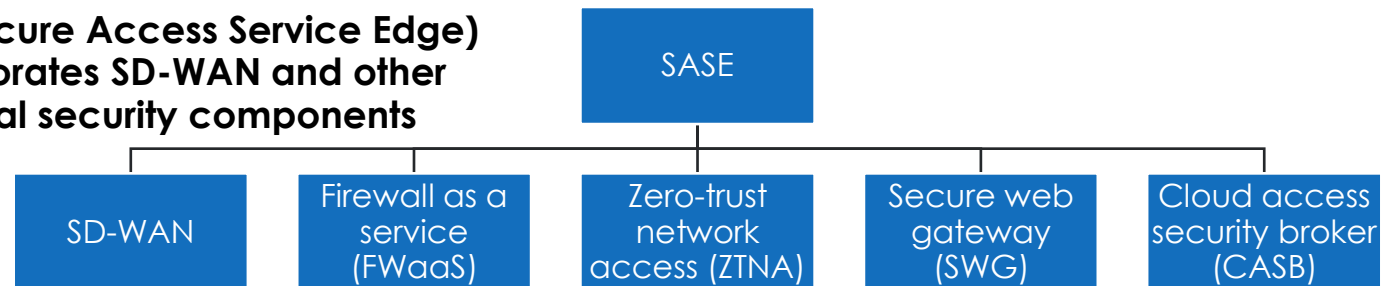 cure Access Service Edge)
orates SD-WAN and other
al security components
SASE
SD-WAN
Firewall as a
service
(FWaaS)
Zero-trust
network
access (ZTNA)
Secure web
gateway
(SWG)
Cloud access
security broker
(CASB)